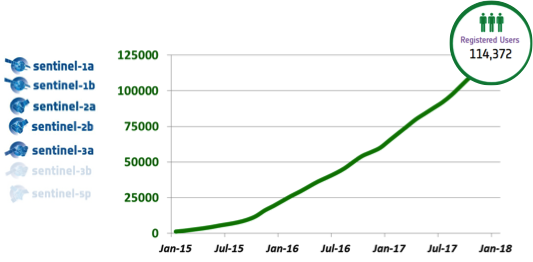 Registered Users
114,372
sentinel-1a
sentinel-1b
sentinel-2a
sentinel-2b
sentinel-3a
sentinel-3b
sentinel-5p
125000
100000
75000
50000
25000
0
Jan-15 Jul-15 Jan-16 Jul-16 Jan-17 Jul-17 Jan-18